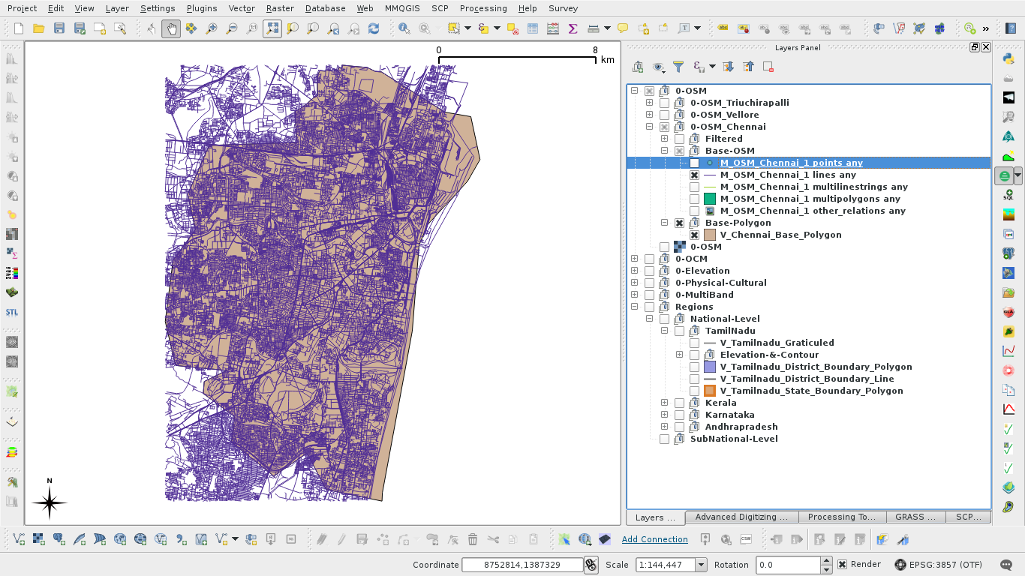 Project Edit View Layer Settings Plugins Vector Raster Database Web MMQGIS SCP Processing Help Survey
Layers Panel
0 8
km
0-OSM
0-OSM_Triuchirapalli
0-OSM_Vellore
0-OSM_Chennai
Filtered
Base-OSM
M_OSM_Chennai_1 points any
M_OSM_Chennai_1 lines any
M_OSM_Chennai_1 multilinestrings any
M_OSM_Chennai_1 multipolygons any
M_OSM_Chennai_1 other_relations any
Base-Polygon
V_Chennai_Base_Polygon
0-OSM
0-OCM
0-Elevation
0-Physical-Cultural
0-MultiBand
Regions
National-Level
TamilNadu
V_Tamilnadu_Graticuled
Elevation-&-Contour
V_Tamilnadu_District_Boundary_Polygon
V_Tamilnadu_District_Boundary_Line
V_Tamilnadu_State_Boundary_Polygon
Kerala
Karnataka
Andhrapradesh
SubNational-Level
STL
N
Layers ... Advanced Digitizing ... Processing To... GRASS ... SCP...
Add Connection
CSW
Coordinate 8752814,1387329 Scale 1:144,447 Rotation 0.0 Render EPSG:3857 (OTF)